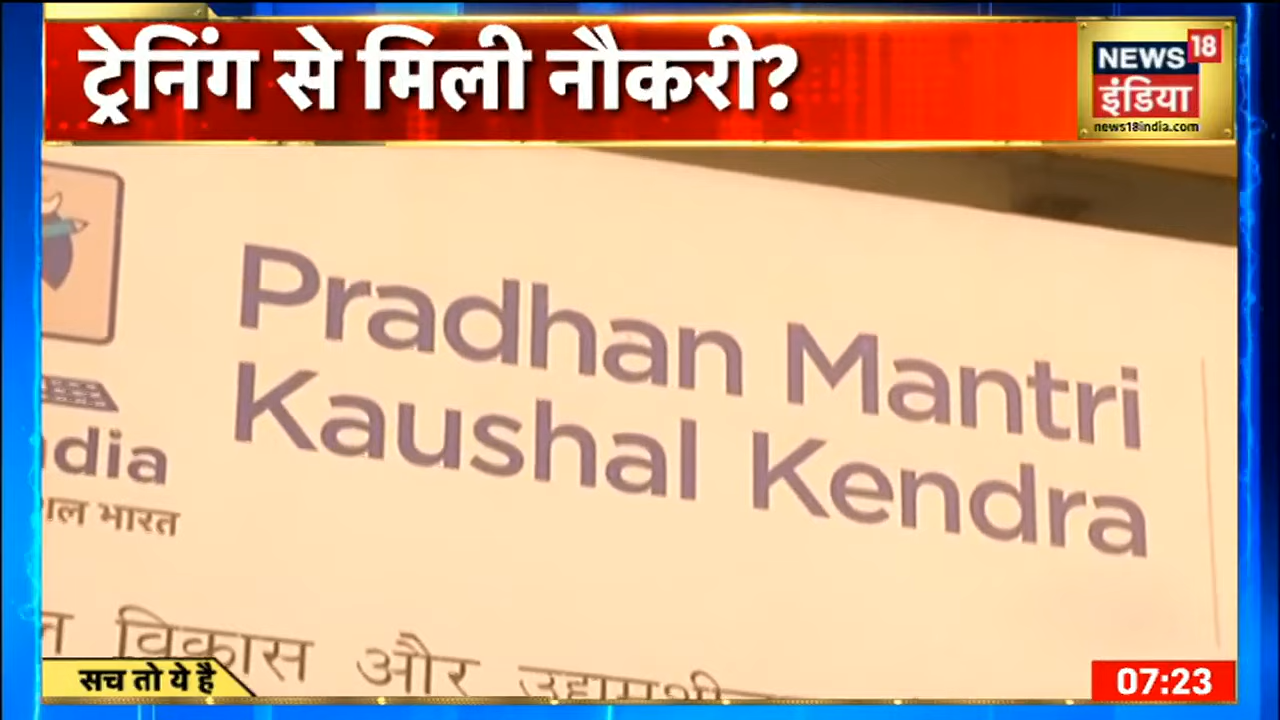 ट्रेनिंग से मिली नौकरी?
NEWS 18
इंडिया
news18india.com
Pradhan Mantri
Kaushal Kendra
भारत
विकास और
सच तो ये है
07:23